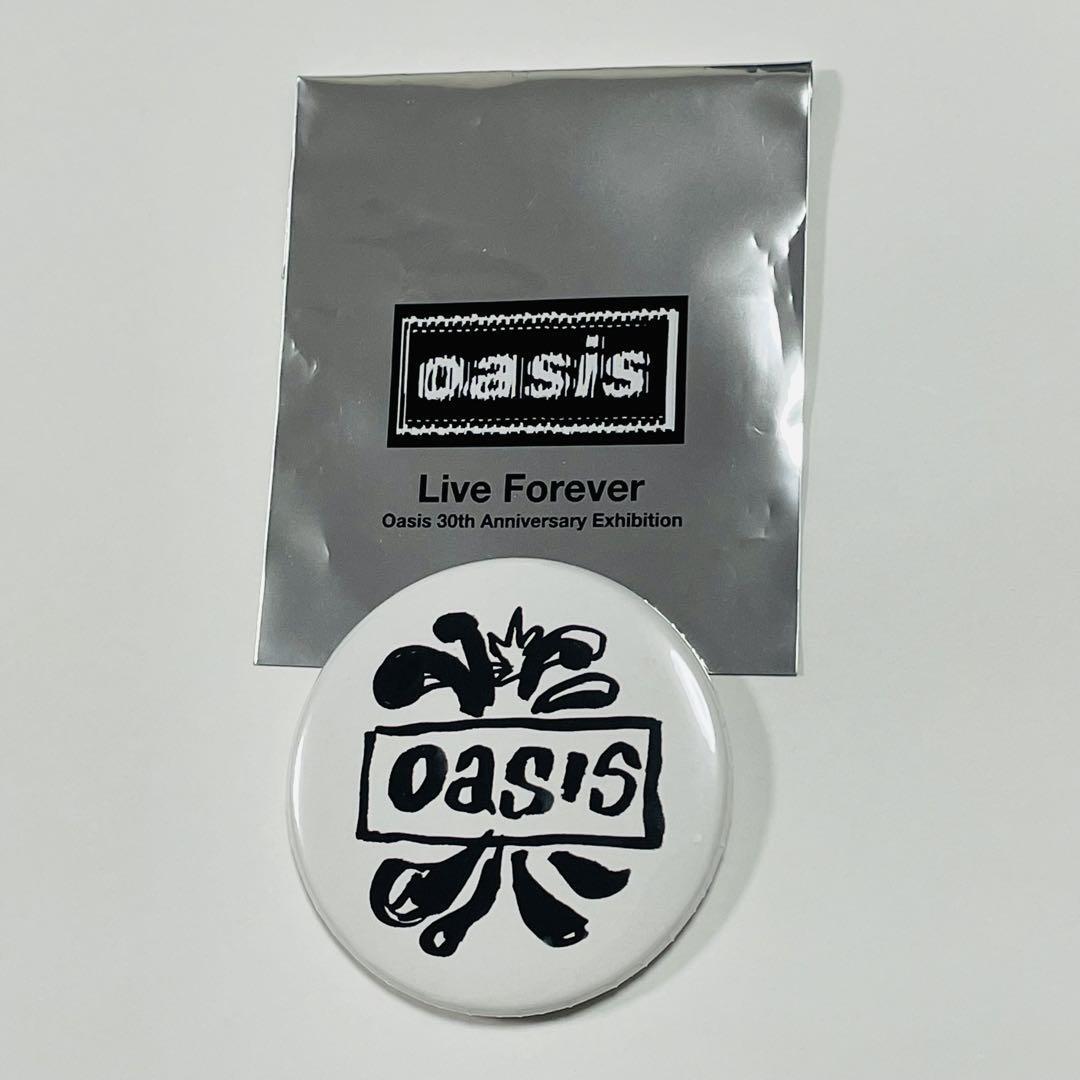 oasis
Live Forever
Oasis 30th Anniversary Exhibition
oasis